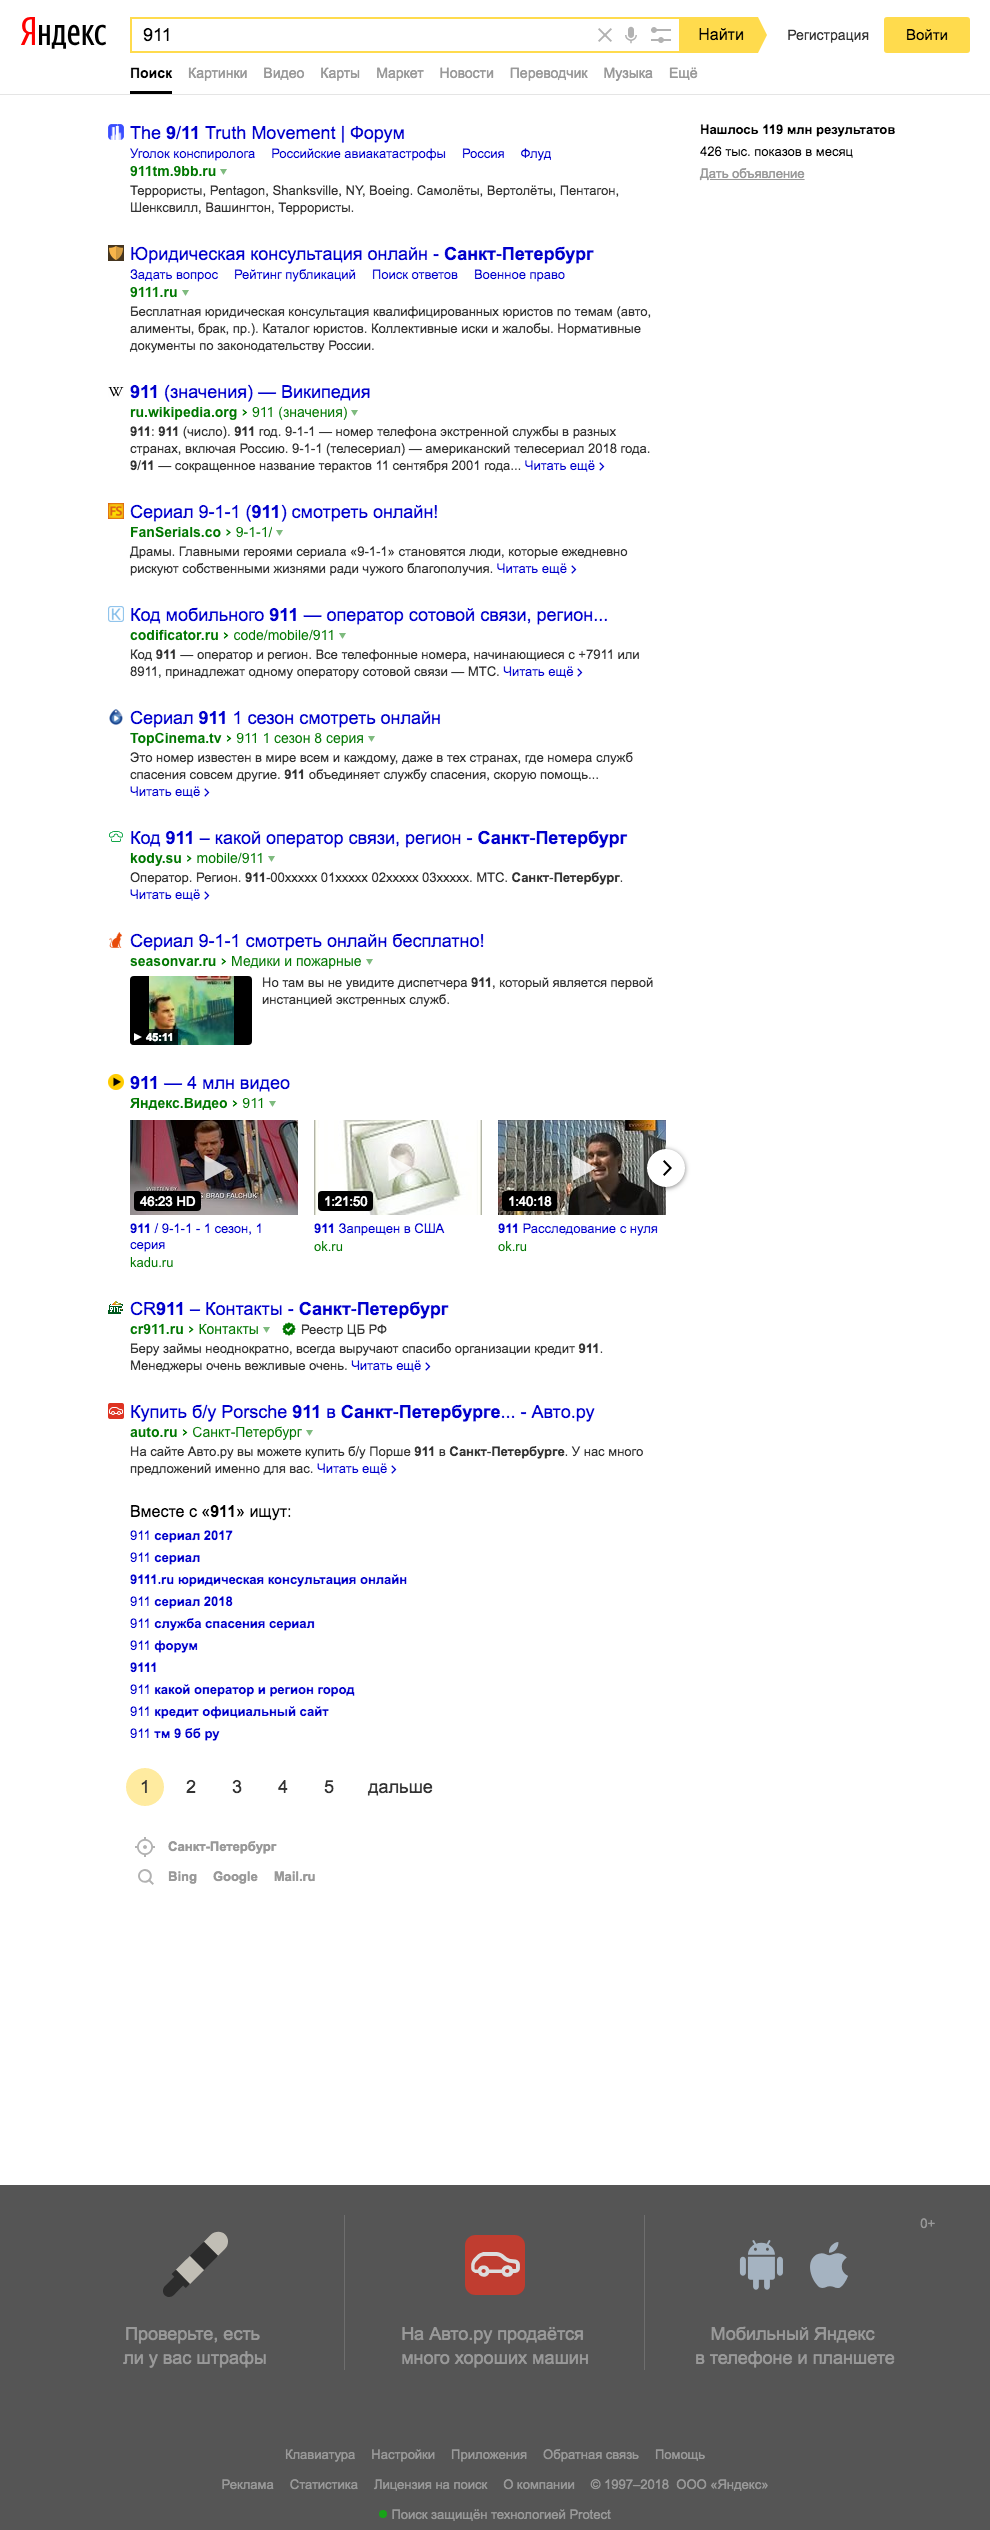 Яндекс
911
Найти
Регистрация
Войти
Поиск Картинки Видео Карты Маркет Новости Переводчик Музыка Ещё
The 9/11 Truth Movement | Форум
Уголок конспиролога Российские авиакатастрофы Россия Флуд
911tm.9bb.ru
Террористы, Pentagon, Shanksville, NY, Boeing. Самолёты, Вертолёты, Пентагон,
Шенксвилл, Вашингтон, Террористы.
Нашлось 119 млн результатов
426 тыс. показов в месяц
Дать объявление
Юридическая консультация онлайн - Санкт-Петербург
Задать вопрос Рейтинг публикаций Поиск ответов Военное право
9111.ru
Бесплатная юридическая консультация квалифицированных юристов по темам (авто,
алименты, брак, пр.). Каталог юристов. Коллективные иски и жалобы. Нормативные
документы по законодательству России.
W
911 (значения) — Википедия
ru.wikipedia.org › 911 (значения)
911: 911 (число). 911 год. 9-1-1 — номер телефона экстренной службы в разных
странах, включая Россию. 9-1-1 (телесериал) — американский телесериал 2018 года.
9/11 — сокращенное название терактов 11 сентября 2001 года... Читать ещё ›
FS
Сериал 9-1-1 (911) смотреть онлайн!
FanSerials.co › 9-1-1/
Драмы. Главными героями сериала «9-1-1» становятся люди, которые ежедневно
рискуют собственными жизнями ради чужого благополучия. Читать ещё ›
K
Код мобильного 911 — оператор сотовой связи, регион...
codificator.ru › code/mobile/911
Код 911 — оператор и регион. Все телефонные номера, начинающиеся с +7911 или
8911, принадлежат одному оператору сотовой связи — МТС. Читать ещё ›
Сериал 911 1 сезон смотреть онлайн
TopCinema.tv › 911 1 сезон 8 серия
Это номер известен в мире всем и каждому, даже в тех странах, где номера служб
спасения совсем другие. 911 объединяет службу спасения, скорую помощь...
Читать ещё ›
Код 911 – какой оператор связи, регион - Санкт-Петербург
kody.su › mobile/911
Оператор. Регион. 911-00xxxxx 01xxxxx 02xxxxx 03xxxxx. МТС. Санкт-Петербург.
Читать ещё ›
Сериал 9-1-1 смотреть онлайн бесплатно!
seasonvar.ru › Медики и пожарные
Но там вы не увидите диспетчера 911, который является первой
инстанцией экстренных служб.
45:11
911 — 4 млн видео
Яндекс.Видео › 911
BRAD FALCHUK
46:23 HD
1:21:50
1:40:18
911 / 9-1-1 - 1 сезон, 1
серия
kadu.ru
911 Запрещен в США
ok.ru
911 Расследование с нуля
ok.ru
CR911 – Контакты - Санкт-Петербург
cr911.ru › Контакты Реестр ЦБ РФ
Беру займы неоднократно, всегда выручают спасибо организации кредит 911.
Менеджеры очень вежливые очень. Читать ещё ›
Купить б/у Porsche 911 в Санкт-Петербурге... - Авто.ру
auto.ru › Санкт-Петербург
На сайте Авто.ру вы можете купить б/у Порше 911 в Санкт-Петербурге. У нас много
предложений именно для вас. Читать ещё ›
Вместе с «911» ищут:
911 сериал 2017
911 сериал
9111.ru юридическая консультация онлайн
911 сериал 2018
911 служба спасения сериал
911 форум
9111
911 какой оператор и регион город
911 кредит официальный сайт
911 тм 9 бб ру
1 2 3 4 5 дальше
Санкт-Петербург
Bing Google Mail.ru
0+
Проверьте, есть
ли у вас штрафы
На Авто.ру продаётся
много хороших машин
Мобильный Яндекс
в телефоне и планшете
Клавиатура Настройки Приложения Обратная связь Помощь
Реклама Статистика Лицензия на поиск О компании © 1997–2018 ООО «Яндекс»
Поиск защищён технологией Protect